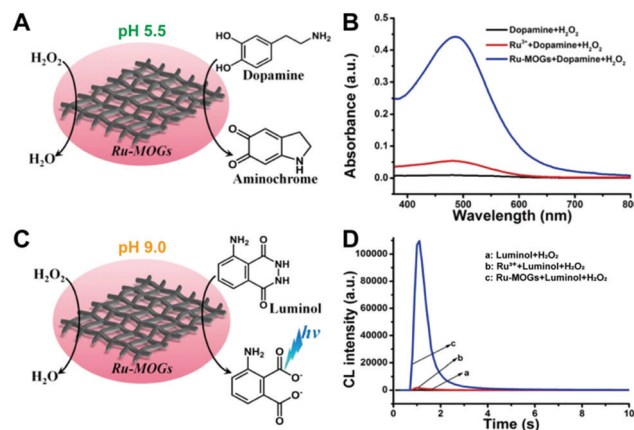 A
pH 5.5
H₂O₂
H₂O
Ru-MOGs
HO
HO
NH₂
Dopamine
O
O
N
H
Aminochrome
B
Absorbance (a.u.)
0.5
0.4
0.3
0.2
0.1
0.0
Dopamine+H₂O₂
Ru³⁺+Dopamine+H₂O₂
Ru-MOGs+Dopamine+H₂O₂
400
500
600
700
800
Wavelength (nm)
C
pH 9.0
H₂O₂
H₂O
Ru-MOGs
NH₂
O
NH
NH
O
Luminol
hv
NH₂
O
O⁻
O⁻
O
D
CL intensity (a.u.)
100000
80000
60000
40000
20000
0
a: Luminol+H₂O₂
b: Ru³⁺+Luminol+H₂O₂
c: Ru-MOGs+Luminol+H₂O₂
c
b
a
0
2
4
6
8
10
Time (s)